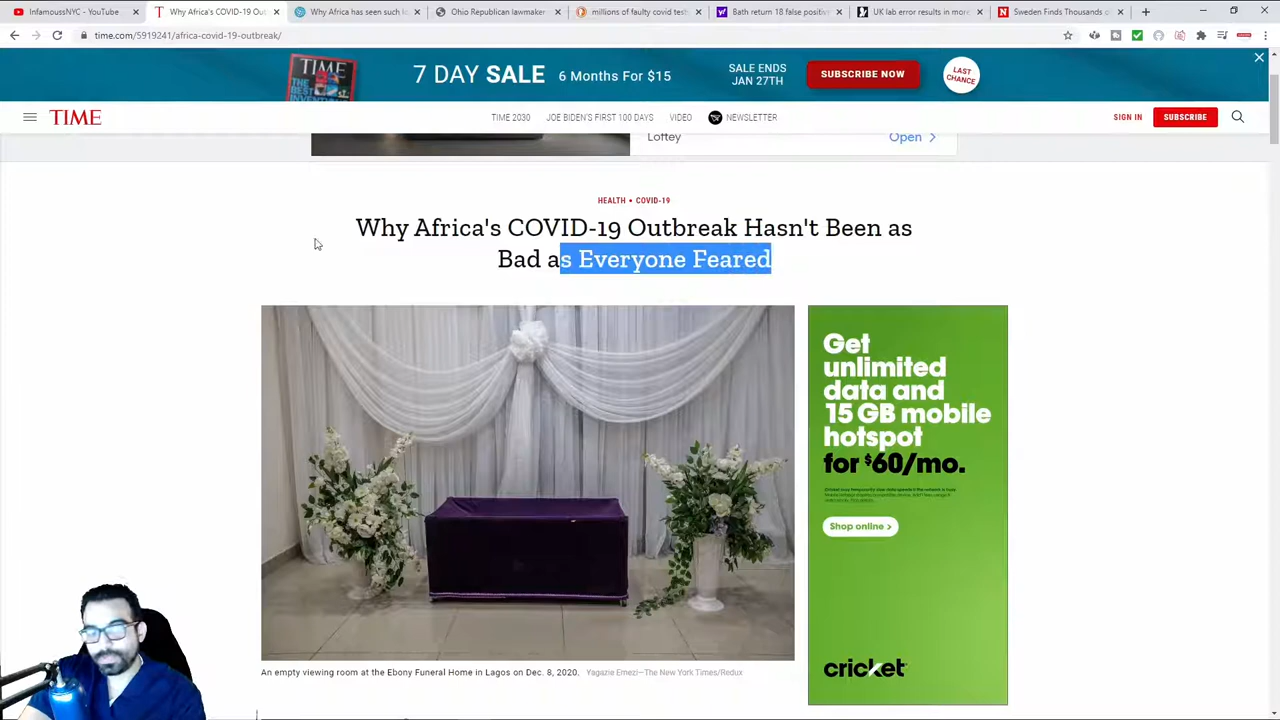 InfamousNYC - YouTube
Why Africa's COVID-19 Out
Why Africa has seen such lo
Ohio Republican lawmaker
millions of faulty covid tests
Bath return 18 false positive
UK lab error results in more
Sweden Finds Thousands o
time.com/5919241/africa-covid-19-outbreak/
TIME
7 DAY SALE 6 Months For $15
SALE ENDS
JAN 27TH
SUBSCRIBE NOW
LAST
CHANCE
TIME
TIME 2030
JOE BIDEN'S FIRST 100 DAYS
VIDEO
NEWSLETTER
SIGN IN
SUBSCRIBE
Loffey
Open
HEALTH • COVID-19
Why Africa's COVID-19 Outbreak Hasn't Been as
Bad as Everyone Feared
Get
unlimited
data and
15 GB mobile
hotspot
for $60/mo.
Shop online >
cricket
An empty viewing room at the Ebony Funeral Home in Lagos on Dec. 8, 2020. Yagazie Emezi—The New York Times/Redux